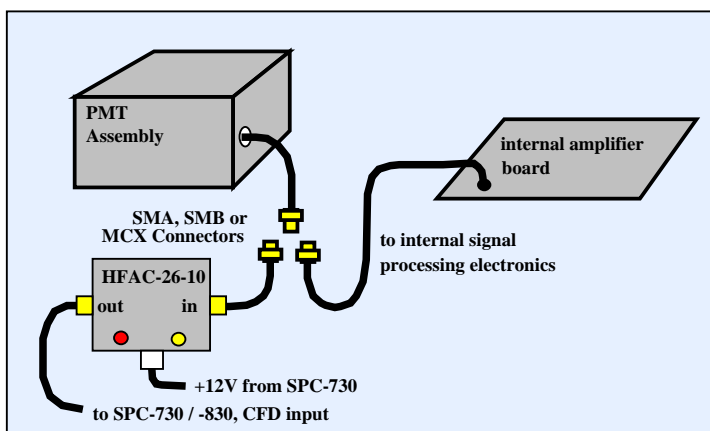 PMT
Assembly
internal amplifier
board
SMA, SMB or
MCX Connectors
to internal signal
processing electronics
HFAC-26-10
out in
+12V from SPC-730
to SPC-730 / -830, CFD input